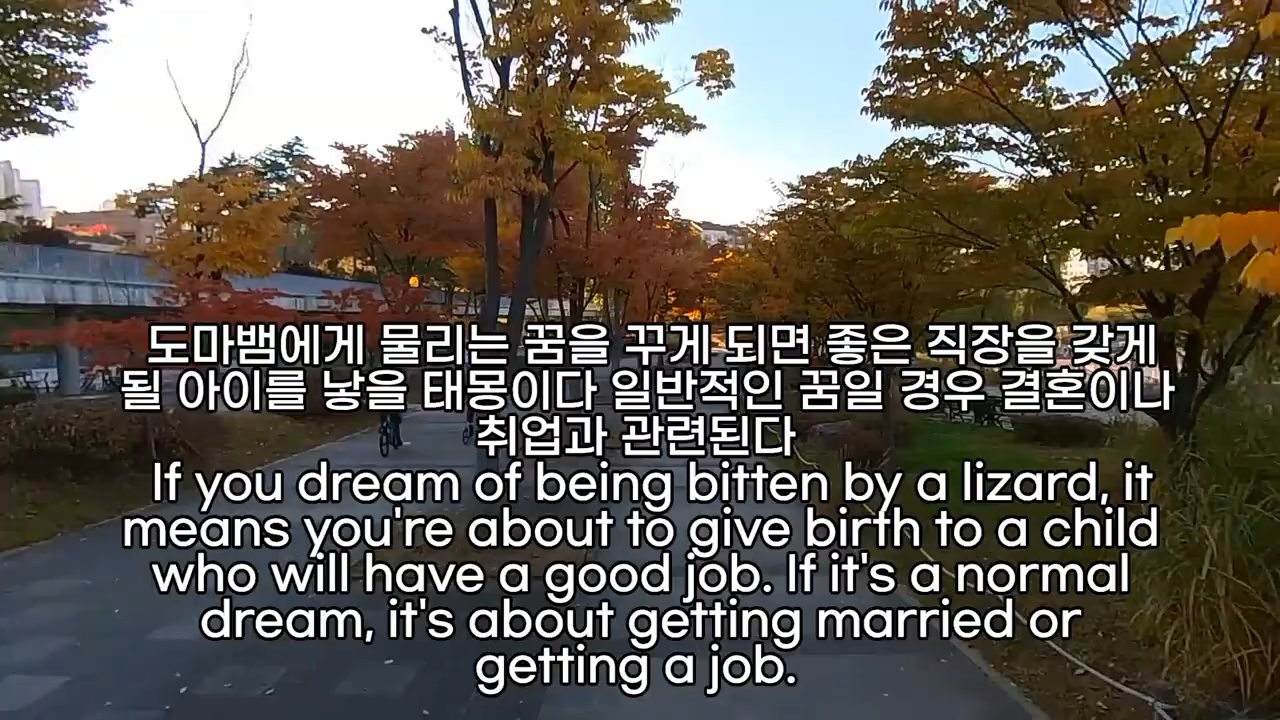 도마뱀에게 물리는 꿈을 꾸게 되면 좋은 직장을 갖게
될 아이를 낳을 태몽이다 일반적인 꿈일 경우 결혼이나
취업과 관련된다
If you dream of being bitten by a lizard, it
means you're about to give birth to a child
who will have a good job. If it's a normal
dream, it's about getting married or
getting a job.